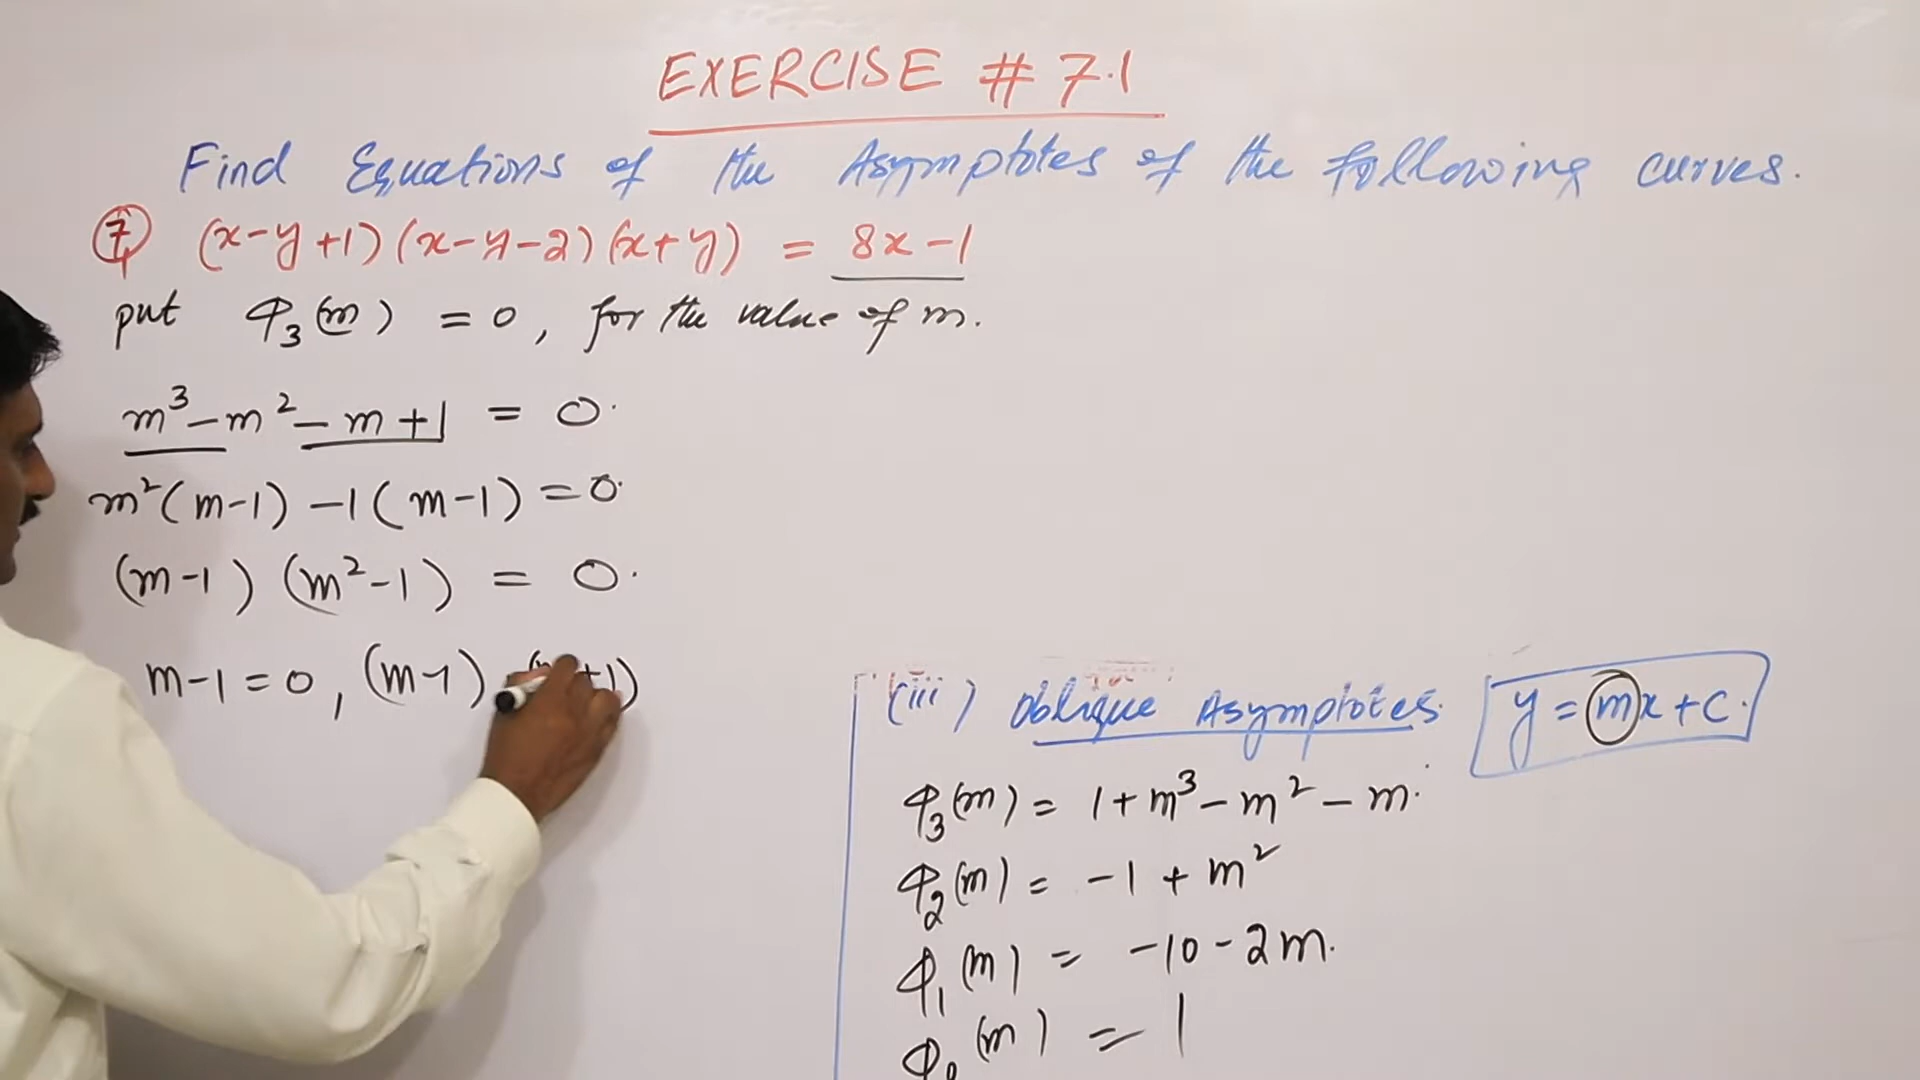 EXERCISE # 7.1
Find Equations of the Asymptotes of the following curves.
7 (x-y+1)(x-y-2)(x+y) = 8x-1
put φ₃(m) = 0, for the value of m.
m³-m²-m+1 = 0.
m²(m-1) -1(m-1) = 0.
(m-1) (m²-1) = 0.
m-1=0, (m-1) +1)
(iii) Oblique Asymptotes. y = mx+c.
φ₃(m) = 1+m³-m²-m.
φ₂(m) = -1+m²
φ₁(m) = -10-2m.
φ₀(m) = 1